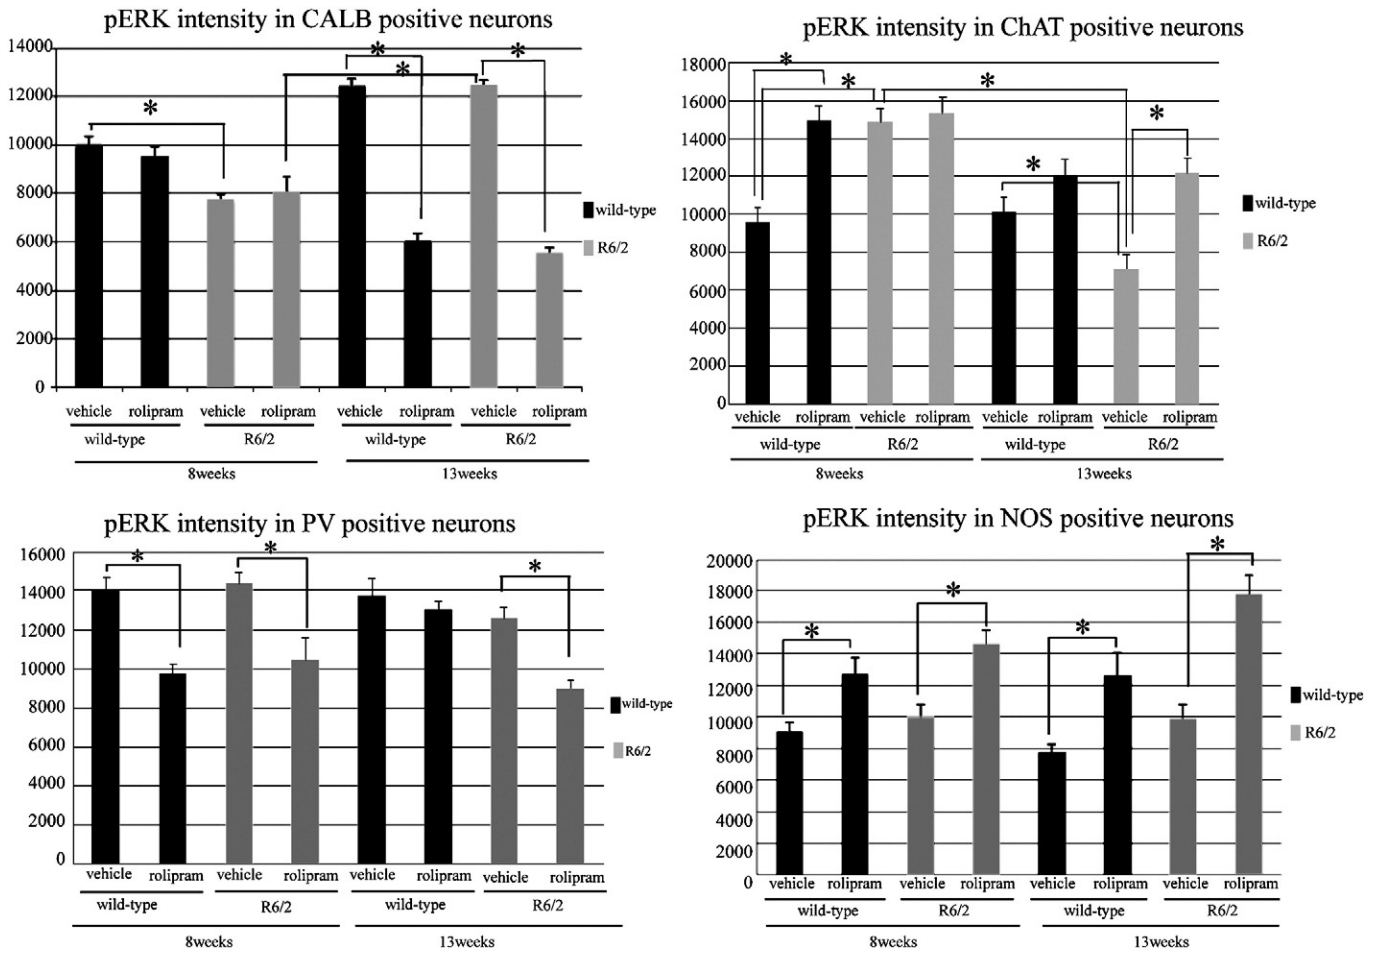 pERK intensity in CALB positive neurons
14000
12000
10000
8000
6000
4000
2000
0
* * * *
vehicle rolipram vehicle rolipram vehicle rolipram vehicle rolipram
wild-type R6/2 wild-type R6/2
8weeks 13weeks
wild-type
R6/2
pERK intensity in ChAT positive neurons
18000
16000
14000
12000
10000
8000
6000
4000
2000
0
* * * * *
vehicle rolipram vehicle rolipram vehicle rolipram vehicle rolipram
wild-type R6/2 wild-type R6/2
8weeks 13weeks
wild-type
R6/2
pERK intensity in PV positive neurons
16000
14000
12000
10000
8000
6000
4000
2000
0
* * *
vehicle rolipram vehicle rolipram vehicle rolipram vehicle rolipram
wild-type R6/2 wild-type R6/2
8weeks 13weeks
wild-type
R6/2
pERK intensity in NOS positive neurons
20000
18000
16000
14000
12000
10000
8000
6000
4000
2000
0
* * * *
vehicle rolipram vehicle rolipram vehicle rolipram vehicle rolipram
wild-type R6/2 wild-type R6/2
8weeks 13weeks
wild-type
R6/2